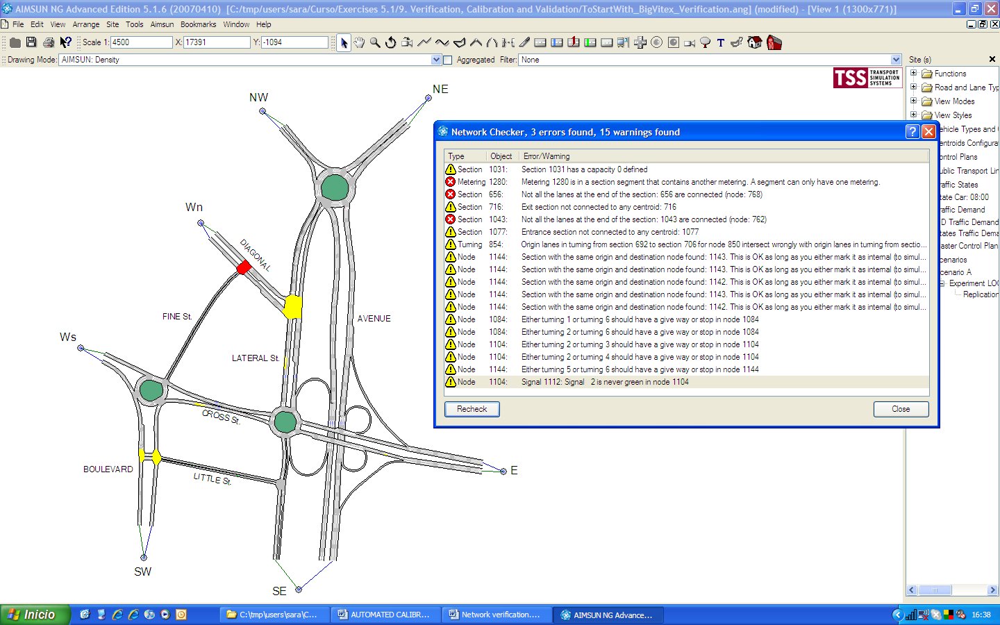 AIMSUN NG Advanced Edition 5.1.6 (20070410) [C:/tmp/users/sara/Curso/Exercises 5.1/9. Verification, Calibration and Validation/ToStartWith_BigVitex_Verification.ang] (modified) - [View 1 (1300x771)]
File Edit View Arrange Site Tools Aimsun Bookmarks Window Help
Scale 1: 4500 X: 17391 Y: -1094
Drawing Mode: AIMSUN: Density Aggregated Filter: None
Site (s)
TSS TRANSPORT SIMULATION SYSTEMS
Functions
Road and Lane Typ
View Modes
View Styles
ehicle Types and
entroids Configura
ontrol Plans
ublic Transport Lin
raffic States
tate Car: 08:00
raffic Demand
D Traffic Demand
tates Traffic Dema
aster Control Plan
cenarios
cenario A
Experiment LOG
Replication
NW
NE
Wn
DIAGONAL
FINE St.
AVENUE
Ws
LATERAL St.
CROSS St.
BOULEVARD
LITTLE St.
E
SW
SE
Network Checker, 3 errors found, 15 warnings found
Type Object Error/Warning
Section 1031: Section 1031 has a capacity 0 defined
Metering 1280: Metering 1280 is in a section segment that contains another metering. A segment can only have one metering.
Section 656: Not all the lanes at the end of the section: 656 are connected (node: 768)
Section 716: Exit section not connected to any centroid: 716
Section 1043: Not all the lanes at the end of the section: 1043 are connected (node: 762)
Section 1077: Entrance section not connected to any centroid: 1077
Turning 854: Origin lanes in turning from section 692 to section 706 for node 850 intersect wrongly with origin lanes in turning from sectio...
Node 1144: Section with the same origin and destination node found: 1143. This is OK as long as you either mark it as internal (to simul...
Node 1144: Section with the same origin and destination node found: 1143. This is OK as long as you either mark it as internal (to simul...
Node 1144: Section with the same origin and destination node found: 1142. This is OK as long as you either mark it as internal (to simul...
Node 1144: Section with the same origin and destination node found: 1143. This is OK as long as you either mark it as internal (to simul...
Node 1144: Section with the same origin and destination node found: 1142. This is OK as long as you either mark it as internal (to simul...
Node 1084: Either turning 1 or turning 6 should have a give way or stop in node 1084
Node 1084: Either turning 2 or turning 6 should have a give way or stop in node 1084
Node 1104: Either turning 2 or turning 3 should have a give way or stop in node 1104
Node 1104: Either turning 2 or turning 4 should have a give way or stop in node 1104
Node 1144: Either turning 5 or turning 6 should have a give way or stop in node 1144
Node 1104: Signal 1112: Signal 2 is never green in node 1104
Recheck Close
Inicio C:\tmp\users\sara\C... AUTOMATED CALIBR... Network verification.... AIMSUN NG Advance... 16:38